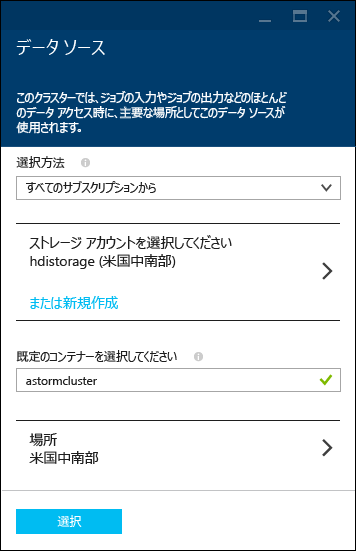 データ ソース
このクラスターでは、ジョブの入力やジョブの出力などのほとんど
のデータ アクセス時に、主要な場所としてこのデータ ソースが
使用されます。
選択方法
すべてのサブスクリプションから
ストレージ アカウントを選択してください
hdistorage (米国中南部)
または新規作成
既定のコンテナーを選択してください
astormcluster
場所
米国中南部
選択